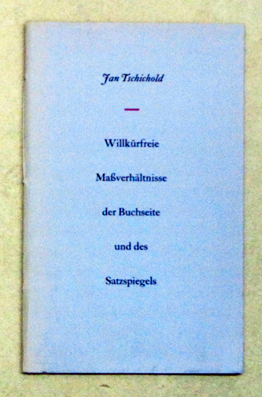 Jan Tschichold
Willkürfreie
Maßverhältnisse
der Buchseite
und des
Satzspiegels